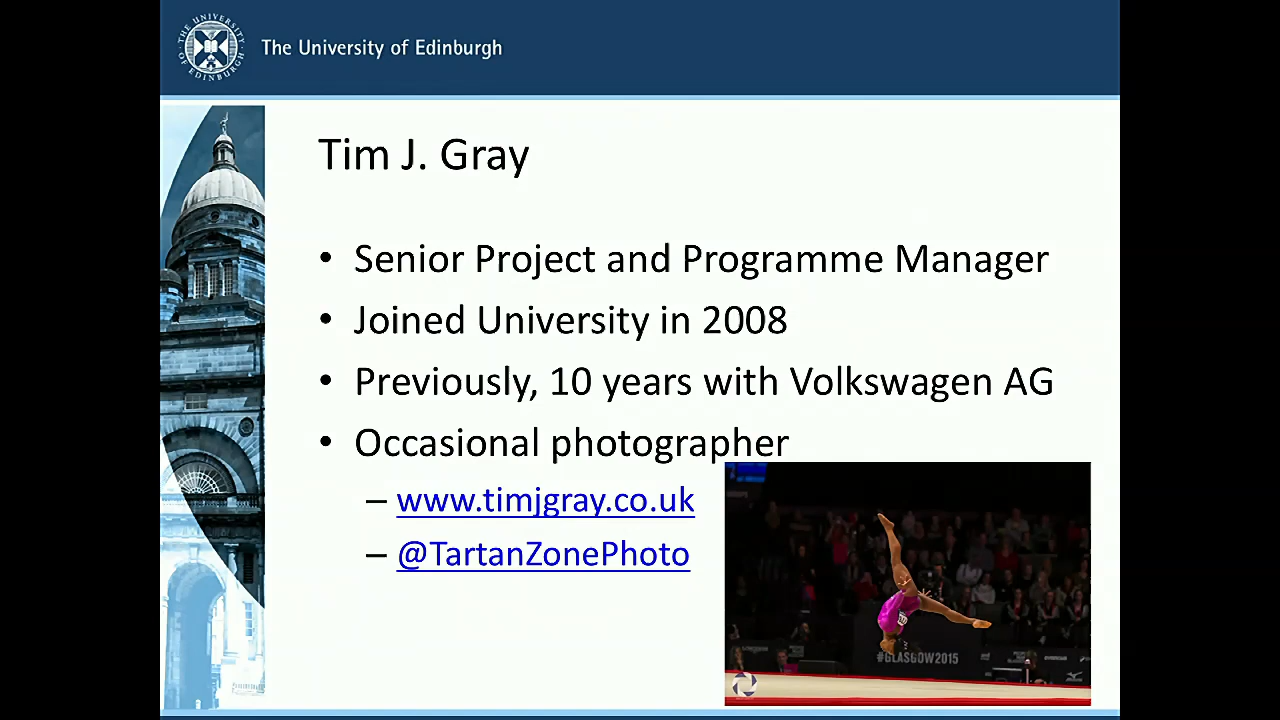 THE UNIVERSITY OF EDINBURGH
The University of Edinburgh
Tim J. Gray
• Senior Project and Programme Manager
• Joined University in 2008
• Previously, 10 years with Volkswagen AG
• Occasional photographer
– www.timjgray.co.uk
– @TartanZonePhoto
#GLASGOW2015